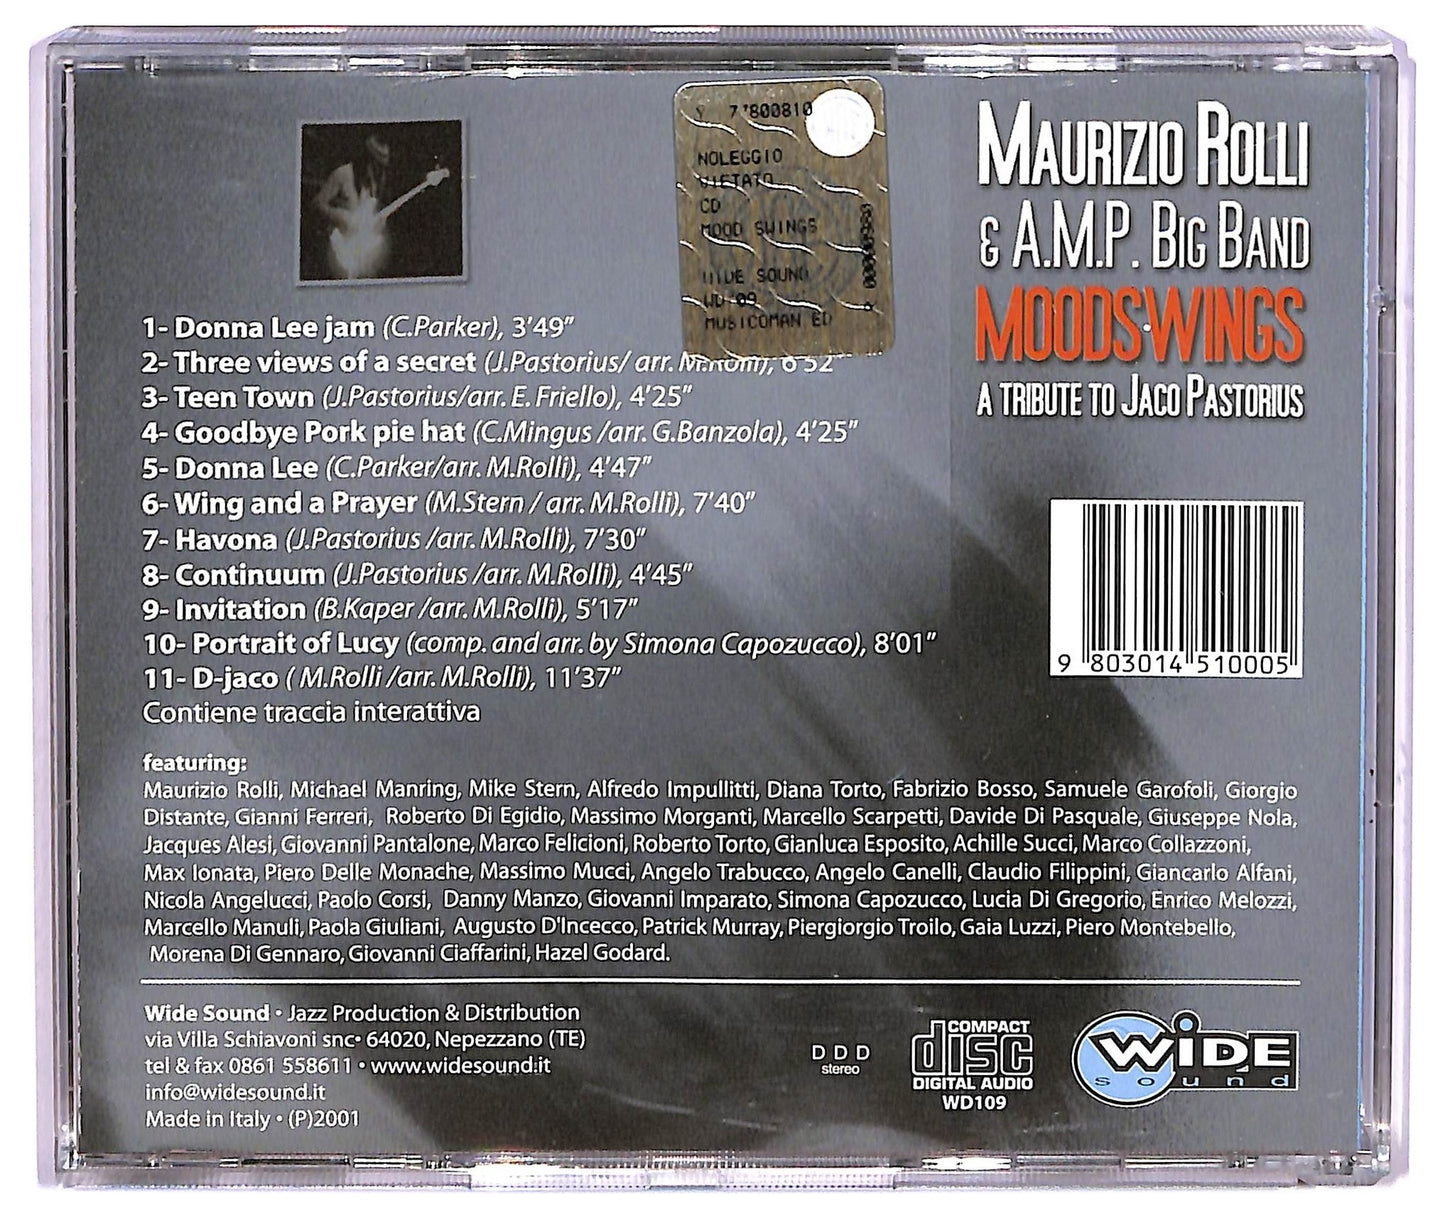 7'800810
NOLEGGIO
VIETATO
CD
MOOD SWINGS
WIDE SOUND
MUSICOMAN ED
00000980
MAURIZIO ROLLI
& A.M.P. BIG BAND
MOODS·WINGS
A TRIBUTE TO JACO PASTORIUS
1- Donna Lee jam (C.Parker), 3'49"
2- Three views of a secret (J.Pastorius/ arr. M.Rolli), 6'52"
3- Teen Town (J.Pastorius/arr. E. Friello), 4'25"
4- Goodbye Pork pie hat (C.Mingus /arr. G.Banzola), 4'25"
5- Donna Lee (C.Parker/arr. M.Rolli), 4'47"
6- Wing and a Prayer (M.Stern / arr. M.Rolli), 7'40"
7- Havona (J.Pastorius /arr. M.Rolli), 7'30"
8- Continuum (J.Pastorius /arr. M.Rolli), 4'45"
9- Invitation (B.Kaper /arr. M.Rolli), 5'17"
10- Portrait of Lucy (comp. and arr. by Simona Capozucco), 8'01"
11- D-jaco ( M.Rolli /arr. M.Rolli), 11'37"
Contiene traccia interattiva
9 803014 510005
featuring:
Maurizio Rolli, Michael Manring, Mike Stern, Alfredo Impullitti, Diana Torto, Fabrizio Bosso, Samuele Garofoli, Giorgio
Distante, Gianni Ferreri, Roberto Di Egidio, Massimo Morganti, Marcello Scarpetti, Davide Di Pasquale, Giuseppe Nola,
Jacques Alesi, Giovanni Pantalone, Marco Felicioni, Roberto Torto, Gianluca Esposito, Achille Succi, Marco Collazzoni,
Max Ionata, Piero Delle Monache, Massimo Mucci, Angelo Trabucco, Angelo Canelli, Claudio Filippini, Giancarlo Alfani,
Nicola Angelucci, Paolo Corsi, Danny Manzo, Giovanni Imparato, Simona Capozucco, Lucia Di Gregorio, Enrico Melozzi,
Marcello Manuli, Paola Giuliani, Augusto D'Incecco, Patrick Murray, Piergiorgio Troilo, Gaia Luzzi, Piero Montebello,
Morena Di Gennaro, Giovanni Ciaffarini, Hazel Godard.
Wide Sound • Jazz Production & Distribution
via Villa Schiavoni snc• 64020, Nepezzano (TE)
tel & fax 0861 558611 • www.widesound.it
info@widesound.it
Made in Italy • (P)2001
DDD
stereo
COMPACT
disc
DIGITAL AUDIO
WD109
WIDE
sound